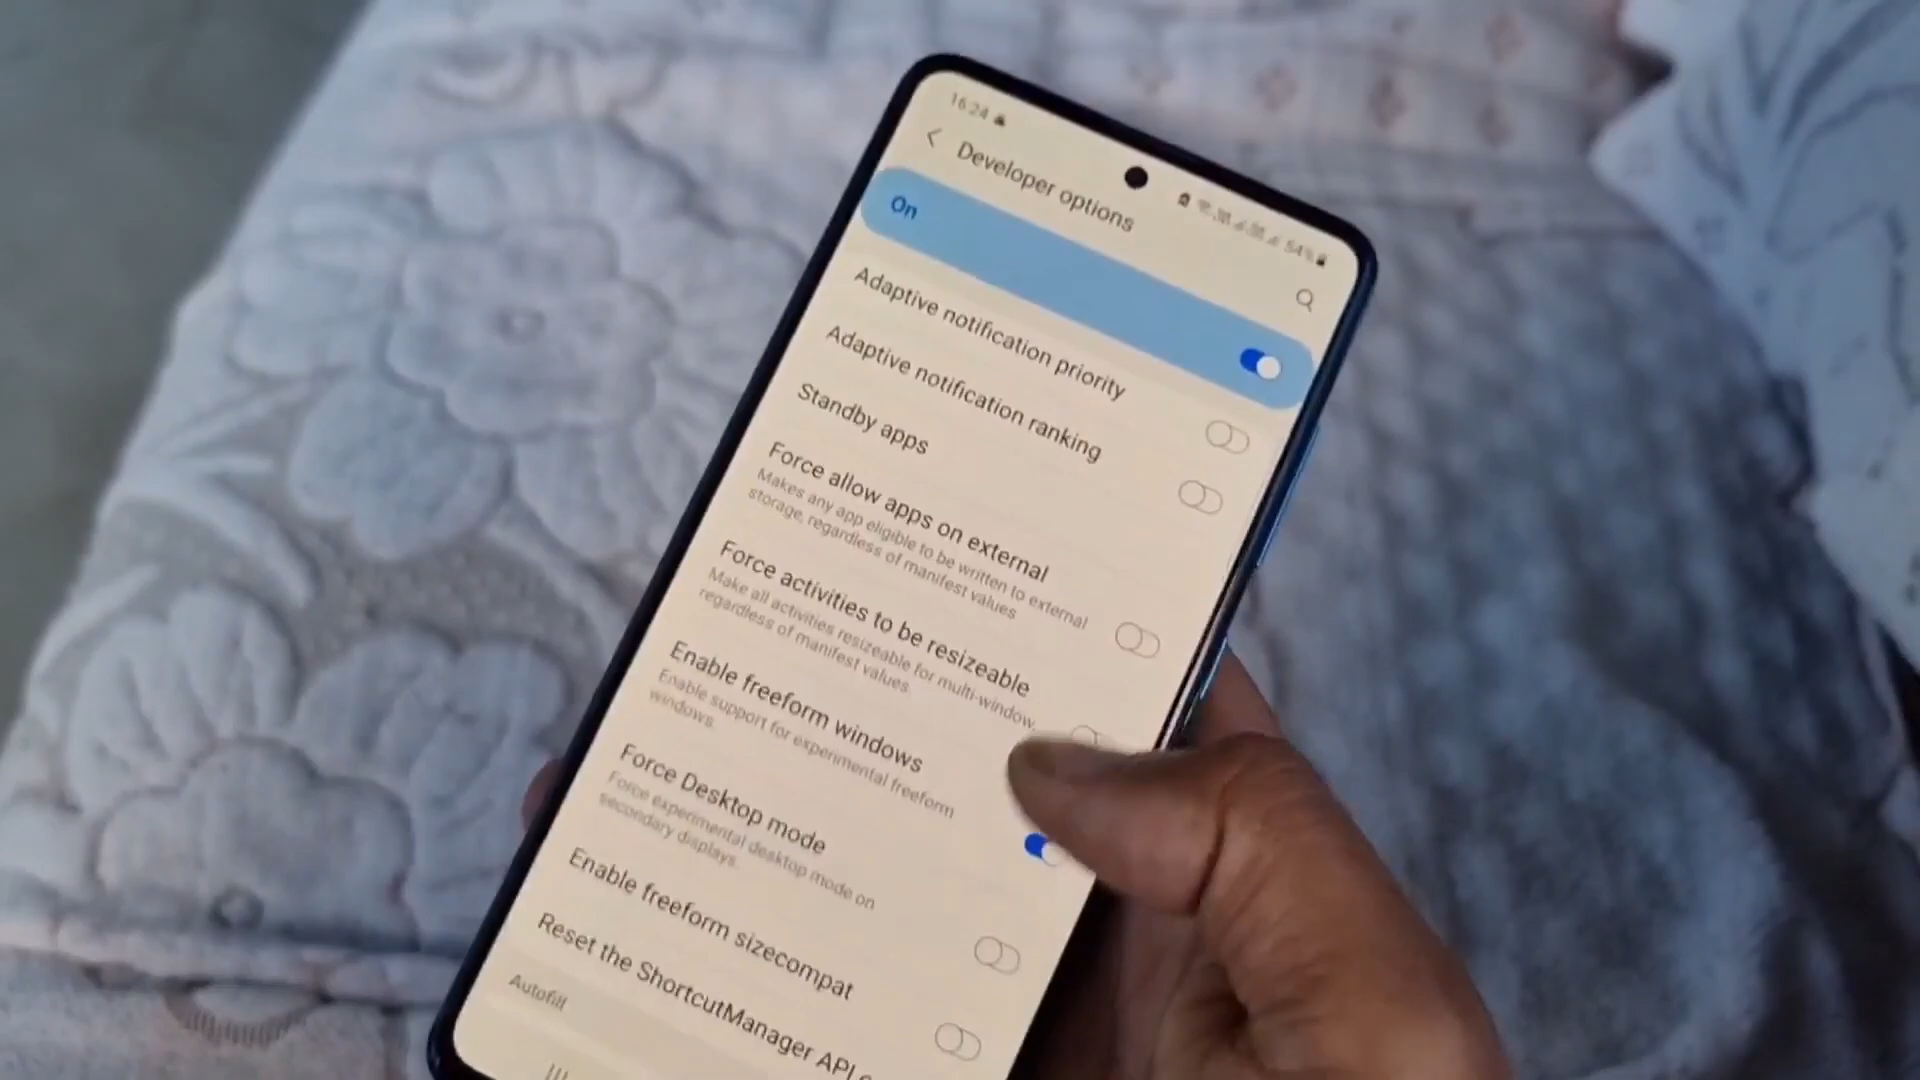 16:24
54%
Developer options
On
Adaptive notification priority
Adaptive notification ranking
Standby apps
Force allow apps on external
Makes any app eligible to be written to external
storage, regardless of manifest values
Force activities to be resizeable
Make all activities resizeable for multi-window,
regardless of manifest values.
Enable freeform windows
Enable support for experimental freeform
windows.
Force Desktop mode
Force experimental desktop mode on
secondary displays.
Enable freeform sizecompat
Reset the ShortcutManager API
Autofill